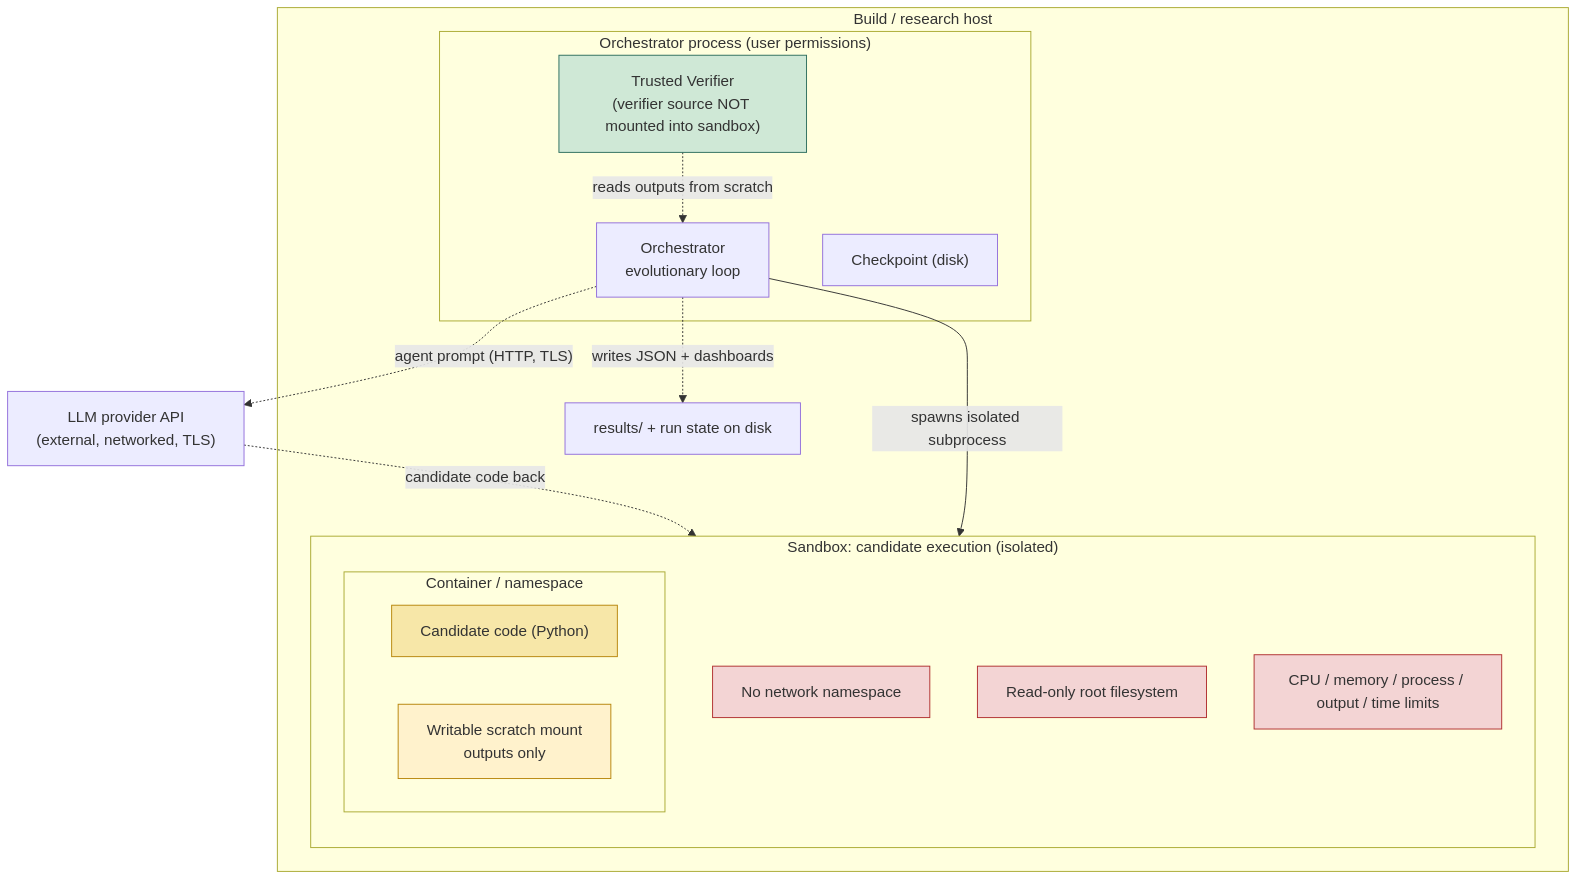 Build / research host
Orchestrator process (user permissions)
Trusted Verifier
(verifier source NOT
mounted into sandbox)
reads outputs from scratch
Orchestrator
evolutionary loop
Checkpoint (disk)
agent prompt (HTTP, TLS)
writes JSON + dashboards
LLM provider API
(external, networked, TLS)
results/ + run state on disk
spawns isolated
subprocess
candidate code back
Sandbox: candidate execution (isolated)
Container / namespace
Candidate code (Python)
Writable scratch mount
outputs only
No network namespace
Read-only root filesystem
CPU / memory / process /
output / time limits